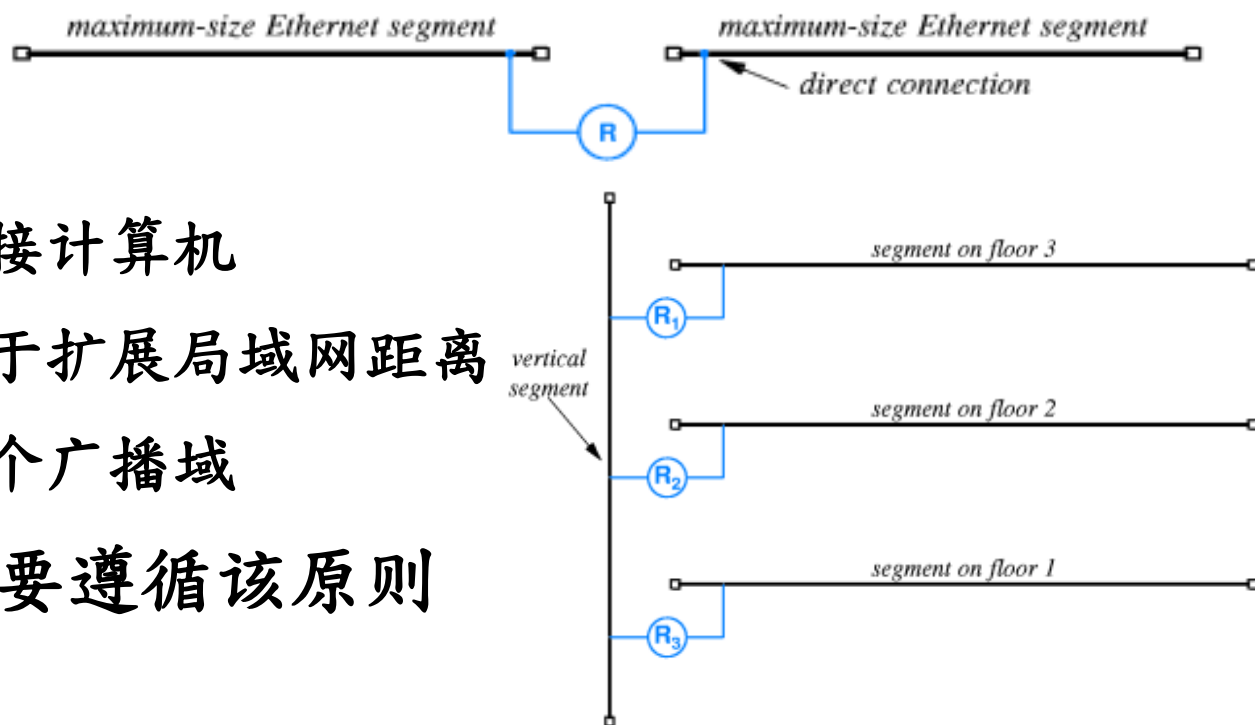 maximum-size Ethernet segment
maximum-size Ethernet segment
direct connection
R
接计算机
于扩展局域网距离
个广播域
要遵循该原则
vertical
segment
segment on floor 3
R1
segment on floor 2
R2
segment on floor 1
R3